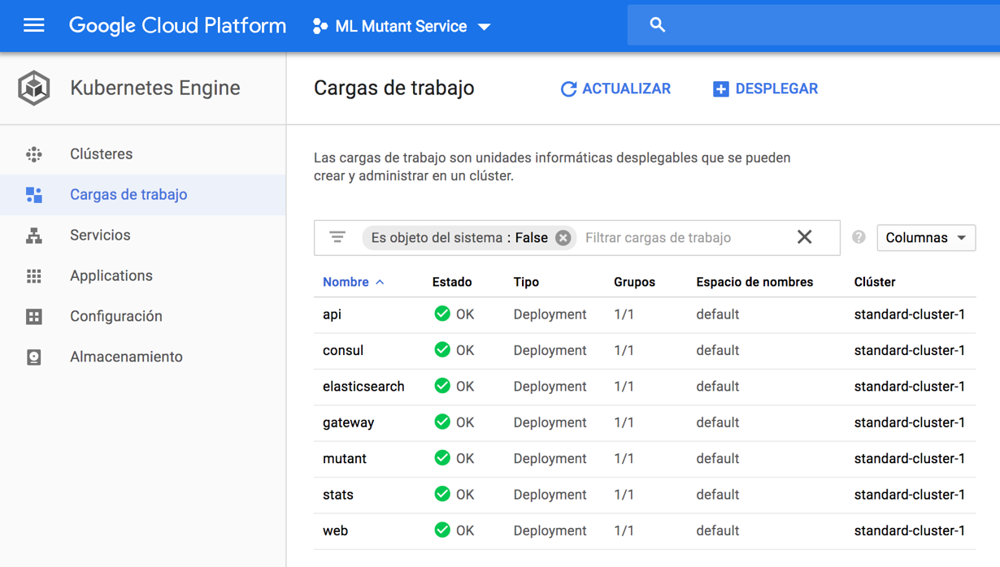 Google Cloud Platform ML Mutant Service
Kubernetes Engine
Cargas de trabajo ACTUALIZAR DESPLEGAR
Clústeres
Cargas de trabajo
Servicios
Applications
Configuración
Almacenamiento
Las cargas de trabajo son unidades informáticas desplegables que se pueden
crear y administrar en un clúster.
Es objeto del sistema : False Filtrar cargas de trabajo ? Columnas
Nombre Estado Tipo Grupos Espacio de nombres Clúster
api OK Deployment 1/1 default standard-cluster-1
consul OK Deployment 1/1 default standard-cluster-1
elasticsearch OK Deployment 1/1 default standard-cluster-1
gateway OK Deployment 1/1 default standard-cluster-1
mutant OK Deployment 1/1 default standard-cluster-1
stats OK Deployment 1/1 default standard-cluster-1
web OK Deployment 1/1 default standard-cluster-1